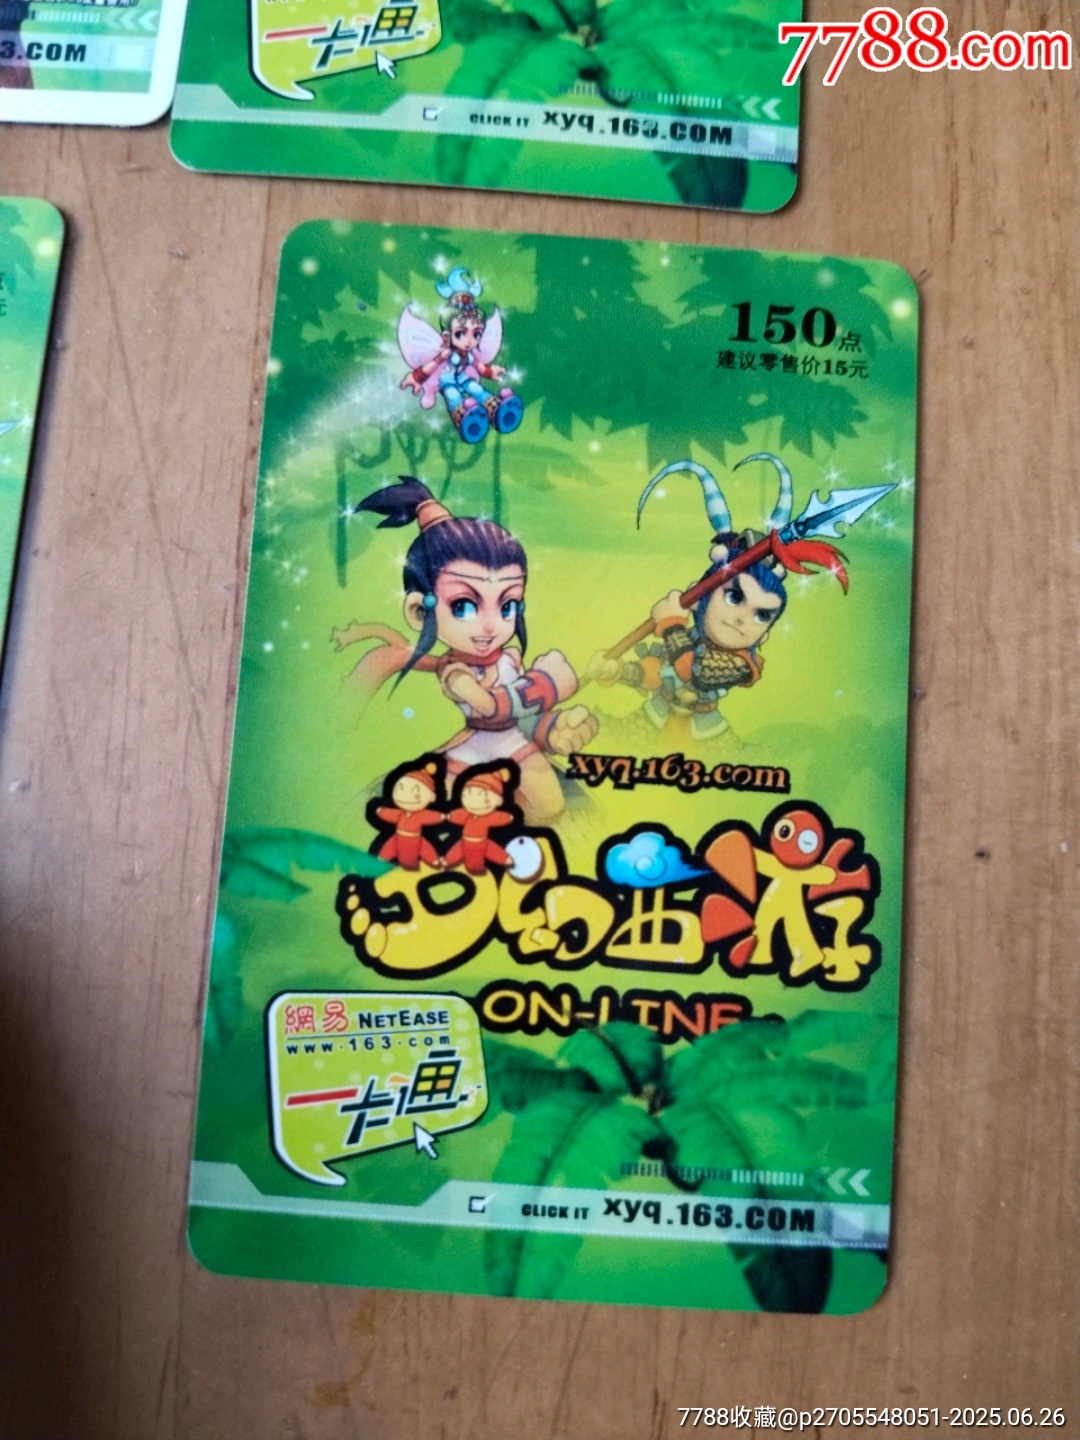 7788.com
3.COM
一卡通
CLICK IT xyq.163.COM
元
150点
建议零售价15元
xyq.163.com
梦幻西游
ON-LINE
網易 NETEASE
www.163.com
一卡通
CLICK IT xyq.163.COM
7788收藏@p2705548051-2025.06.26